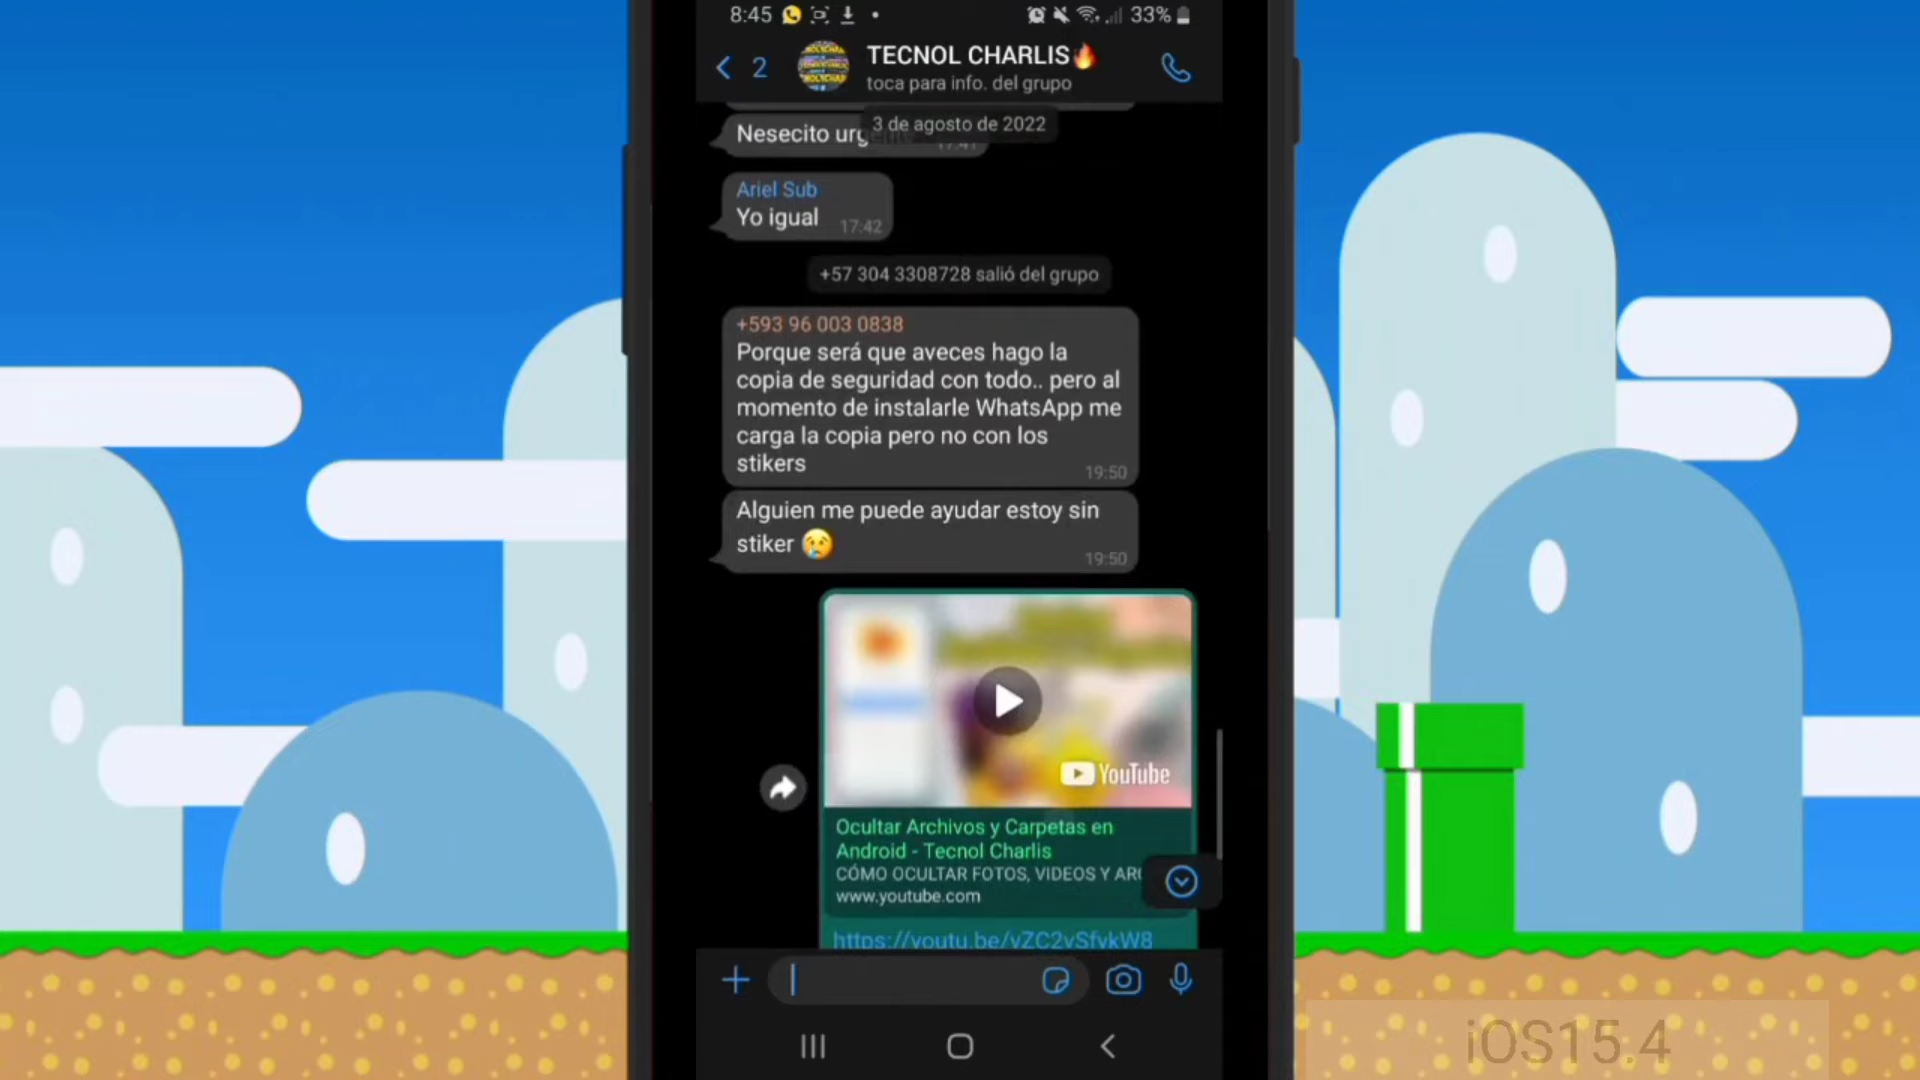 8:45 33%
2 TECNOL CHARLIS🔥
toca para info. del grupo
3 de agosto de 2022
Nesecito
17:41
Ariel Sub
Yo igual 17:42
+57 304 3308728 salió del grupo
+593 96 003 0838
Porque será que aveces hago la
copia de seguridad con todo.. pero al
momento de instalarle WhatsApp me
carga la copia pero no con los
stikers 19:50
Alguien me puede ayudar estoy sin
stiker 😢 19:50
YouTube
Ocultar Archivos y Carpetas en
Android - Tecnol Charlis
CÓMO OCULTAR FOTOS, VIDEOS Y
www.youtube.com
https://youtu.be/vZC2vSfvkW8
iOS15.4